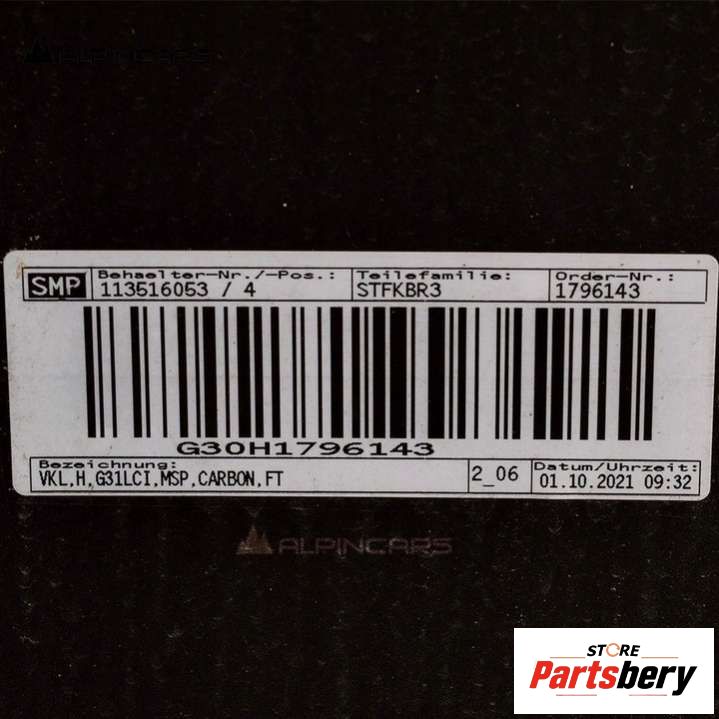 ALPINCARS
SMP Behaelter-Nr./-Pos.: Teilefamilie: Order-Nr.:
113516053 / 4 STFKBR3 1796143
G30H1796143
Bezeichnung: 2_06 Datum/Uhrzeit:
VKL,H,G31LCI,MSP,CARBON,FT 01.10.2021 09:32
ALPINCARS
STORE
Partsbery